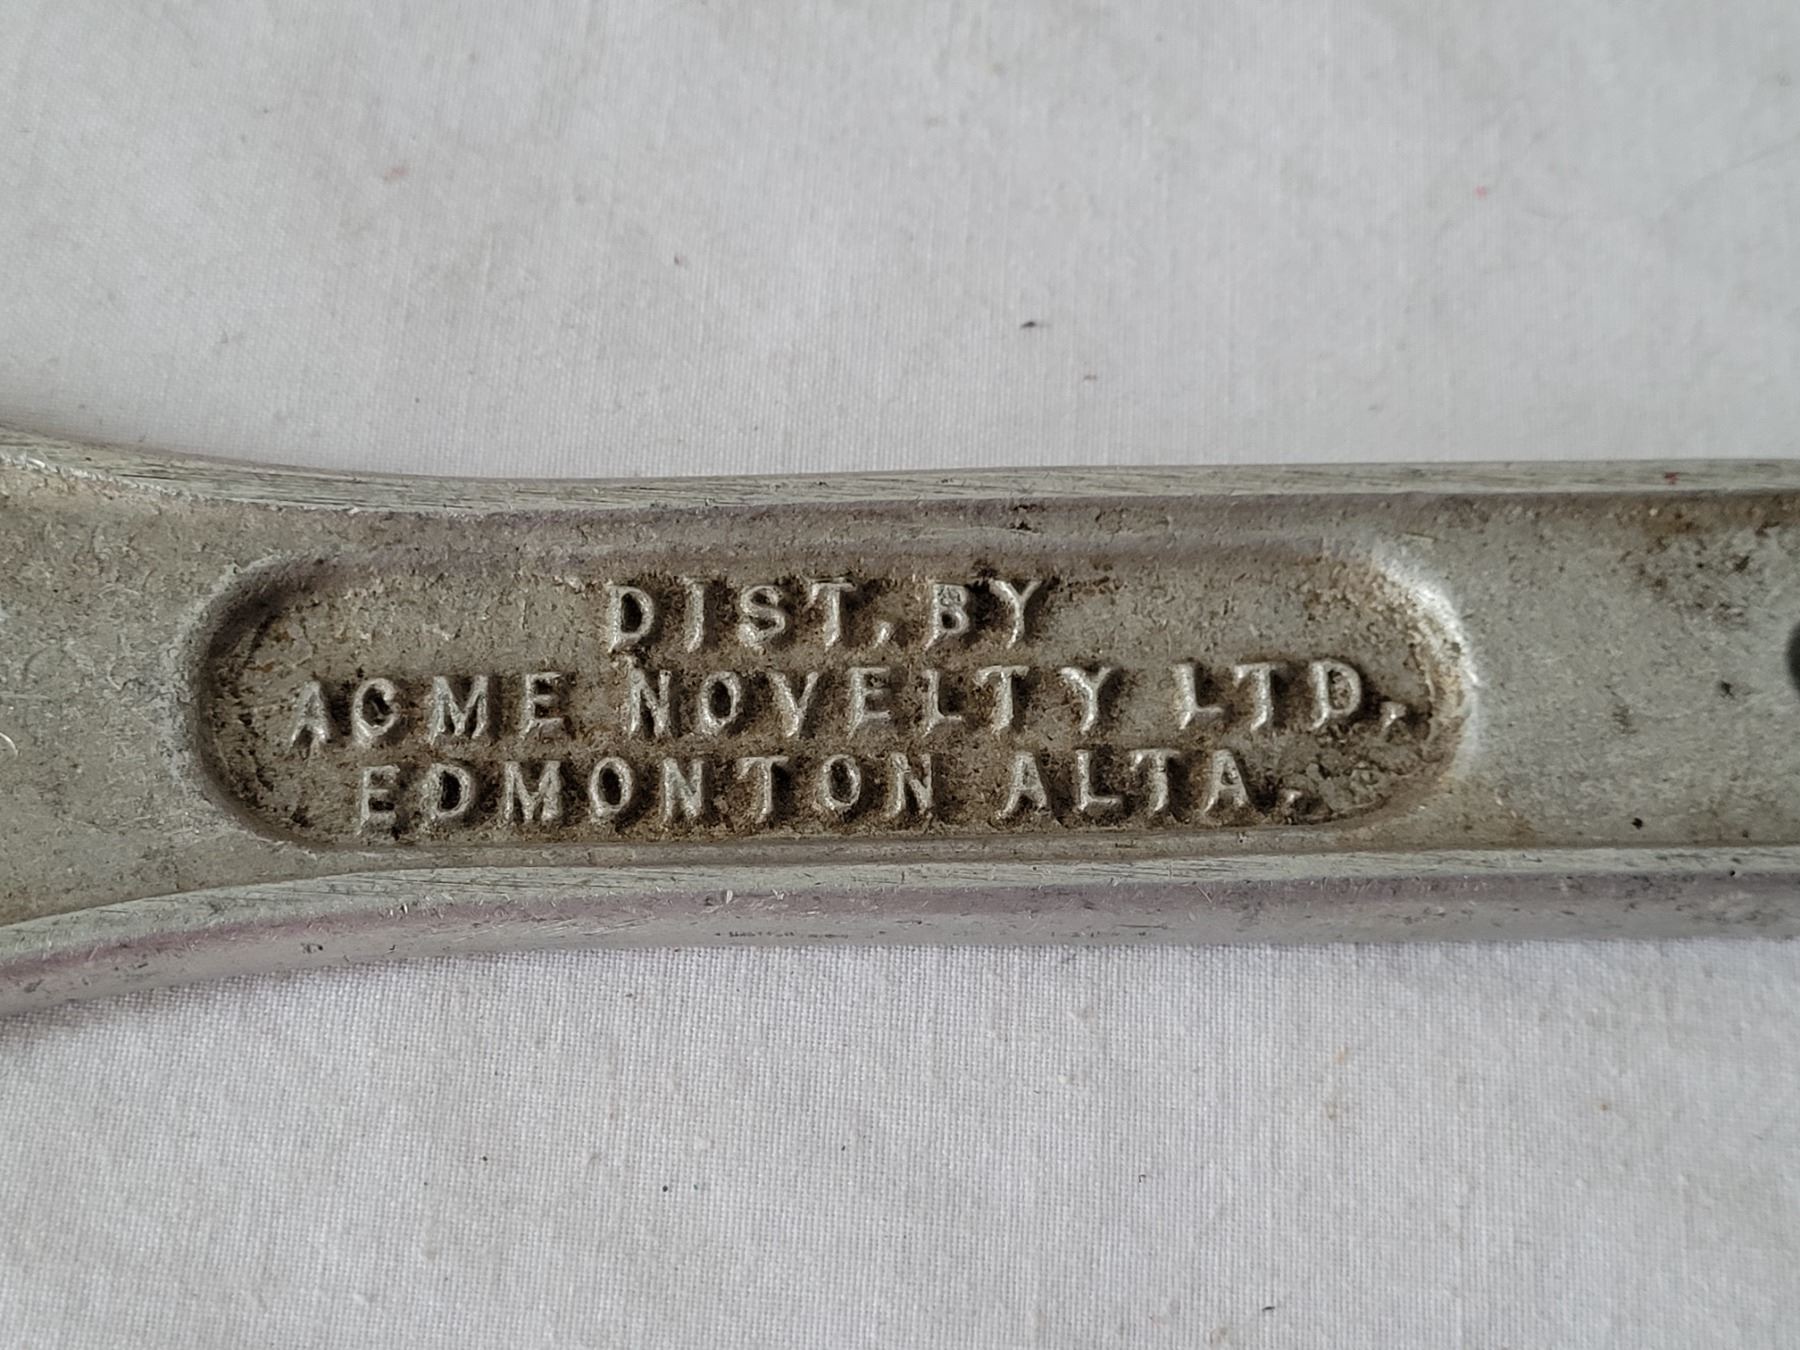 DIST. BY
ACME NOVELTY LTD.
EDMONTON ALTA.